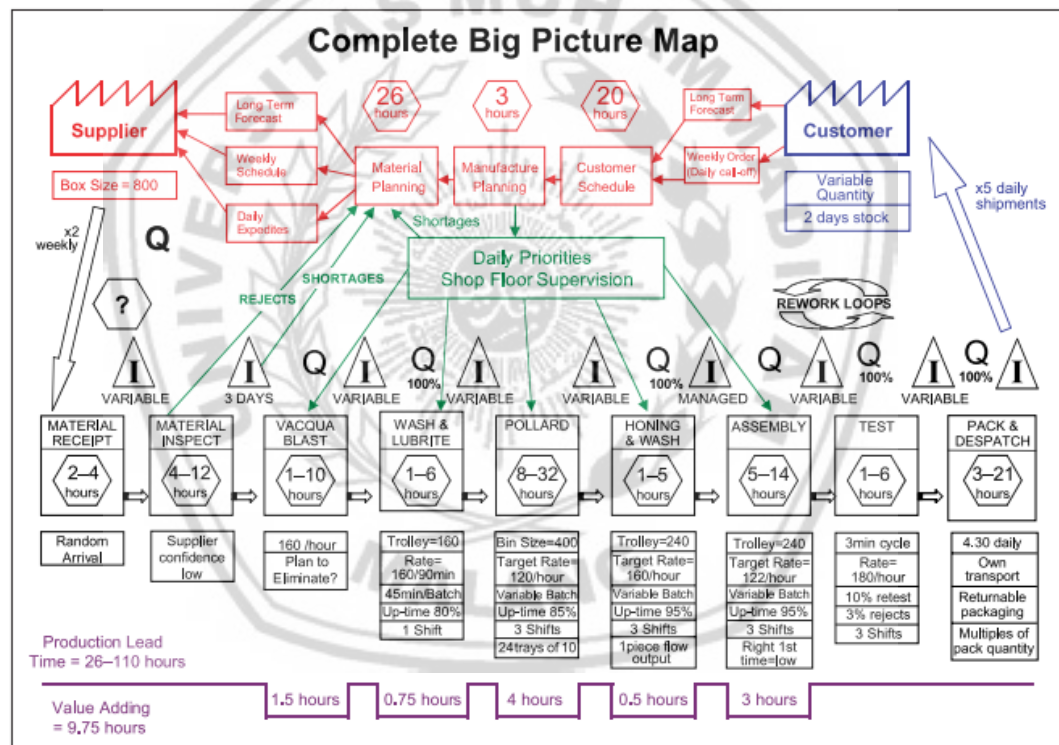 Complete Big Picture Map
Supplier
Box Size = 800
Long Term
Forecast
Weekly
Schedule
Daily
Expedites
26
hours
3
hours
20
hours
Material
Planning
Manufacture
Planning
Customer
Schedule
Long Term
Forecast
Weekly Order
(Daily call-off)
Customer
Variable
Quantity
2 days stock
x5 daily
shipments
x2
weekly
Q
?
REJECTS
SHORTAGES
Shortages
Daily Priorities
Shop Floor Supervision
REWORK LOOPS
I
VARIABLE
I
3 DAYS
Q
I
VARIABLE
Q
100%
I
VARIABLE
I
VARIABLE
Q
100%
I
MANAGED
Q
I
VARIABLE
Q
100%
I
VARIABLE
Q
100%
I
MATERIAL
RECEIPT
2–4
hours
MATERIAL
INSPECT
4–12
hours
VACQUA
BLAST
1–10
hours
WASH &
LUBRITE
1–6
hours
POLLARD
8–32
hours
HONING
& WASH
1–5
hours
ASSEMBLY
5–14
hours
TEST
1–6
hours
PACK &
DESPATCH
3–21
hours
Random
Arrival
Supplier
confidence
low
160 /hour
Plan to
Eliminate?
Trolley=160
Rate=
160/90min
45min/Batch
Up-time 80%
1 Shift
Bin Size=400
Target Rate=
120/hour
Variable Batch
Up-time 85%
3 Shifts
24trays of 10
Trolley=240
Target Rate=
160/hour
Variable Batch
Up-time 95%
3 Shifts
1piece flow
output
Trolley=240
Target Rate=
122/hour
Variable Batch
Up-time 95%
3 Shifts
Right 1st
time=low
3min cycle
Rate=
180/hour
10% retest
3% rejects
3 Shifts
4.30 daily
Own
transport
Returnable
packaging
Multiples of
pack quantity
Production Lead
Time = 26–110 hours
1.5 hours
0.75 hours
4 hours
0.5 hours
3 hours
Value Adding
= 9.75 hours